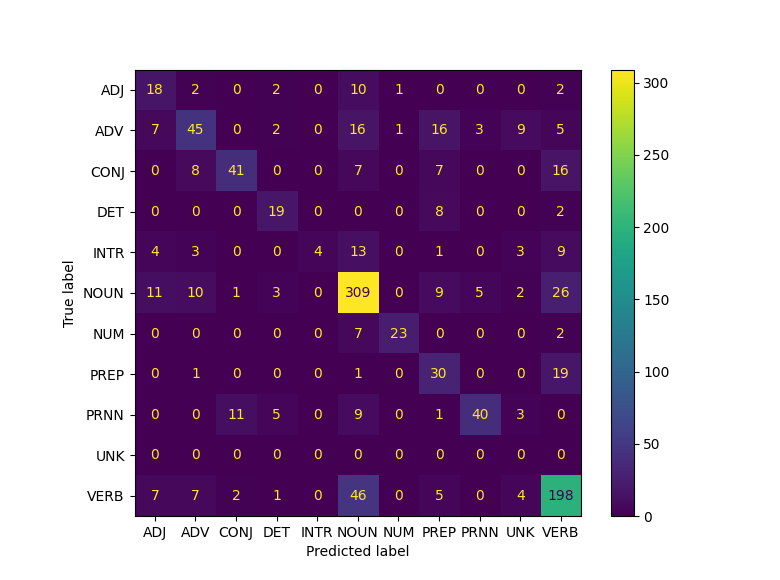 ADJ 18 2 0 2 0 10 1 0 0 0 2
ADV 7 45 0 2 0 16 1 16 3 9 5
CONJ 0 8 41 0 0 7 0 7 0 0 16
DET 0 0 0 19 0 0 0 8 0 0 2
INTR 4 3 0 0 4 13 0 1 0 3 9
NOUN 11 10 1 3 0 309 0 9 5 2 26
NUM 0 0 0 0 0 7 23 0 0 0 2
PREP 0 1 0 0 0 1 0 30 0 0 19
PRNN 0 0 11 5 0 9 0 1 40 3 0
UNK 0 0 0 0 0 0 0 0 0 0 0
VERB 7 7 2 1 0 46 0 5 0 4 198
ADJ ADV CONJ DET INTR NOUN NUM PREP PRNN UNK VERB
Predicted label
True label
300
250
200
150
100
50
0